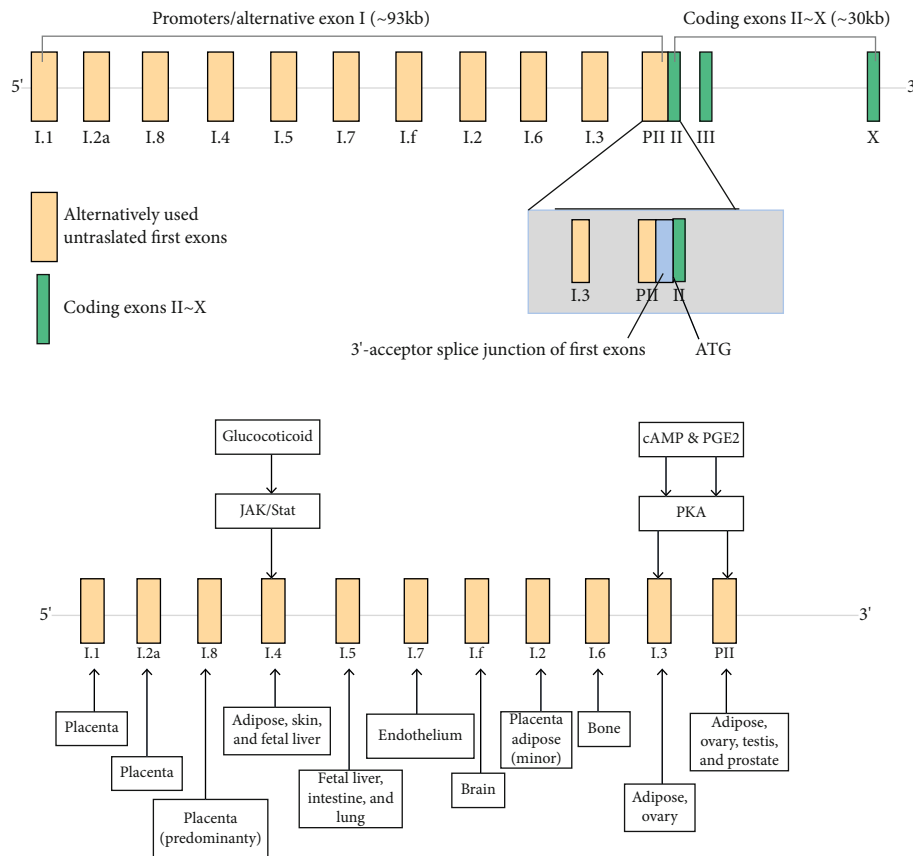 Promoters/alternative exon I (~93kb)
Coding exons II~X (~30kb)
5'
3'
I.1
I.2a
I.8
I.4
I.5
I.7
I.f
I.2
I.6
I.3
PII
II
III
X
Alternatively used
untraslated first exons
Coding exons II~X
I.3
PII
II
3'-acceptor splice junction of first exons
ATG
Glucocoticoid
JAK/Stat
cAMP & PGE2
PKA
5'
3'
I.1
I.2a
I.8
I.4
I.5
I.7
I.f
I.2
I.6
I.3
PII
Placenta
Placenta
Placenta
(predominanty)
Adipose, skin,
and fetal liver
Fetal liver,
intestine, and
lung
Endothelium
Brain
Placenta
adipose
(minor)
Bone
Adipose,
ovary
Adipose,
ovary, testis,
and prostate